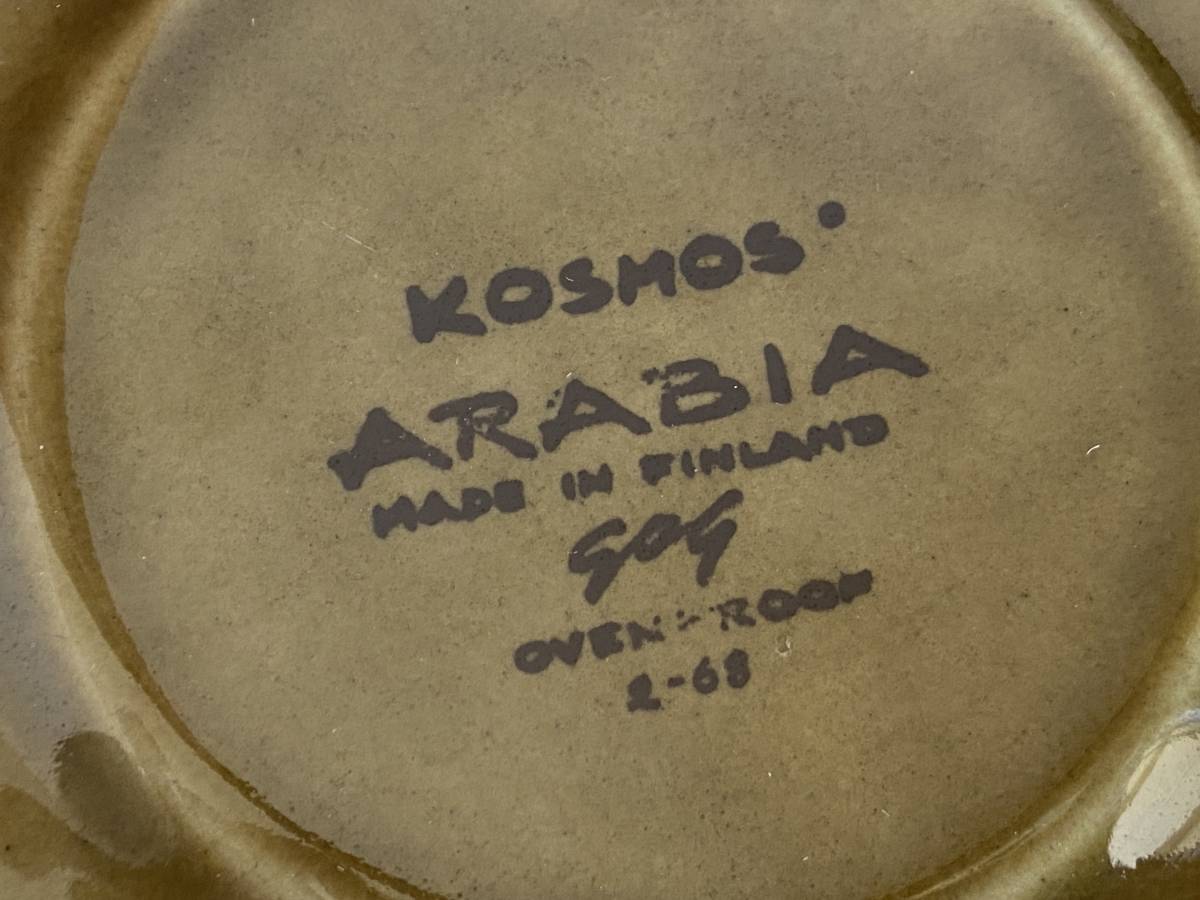 KOSMOS
ARABIA
MADE IN FINLAND
GOG
OVEN-PROOF
2-68